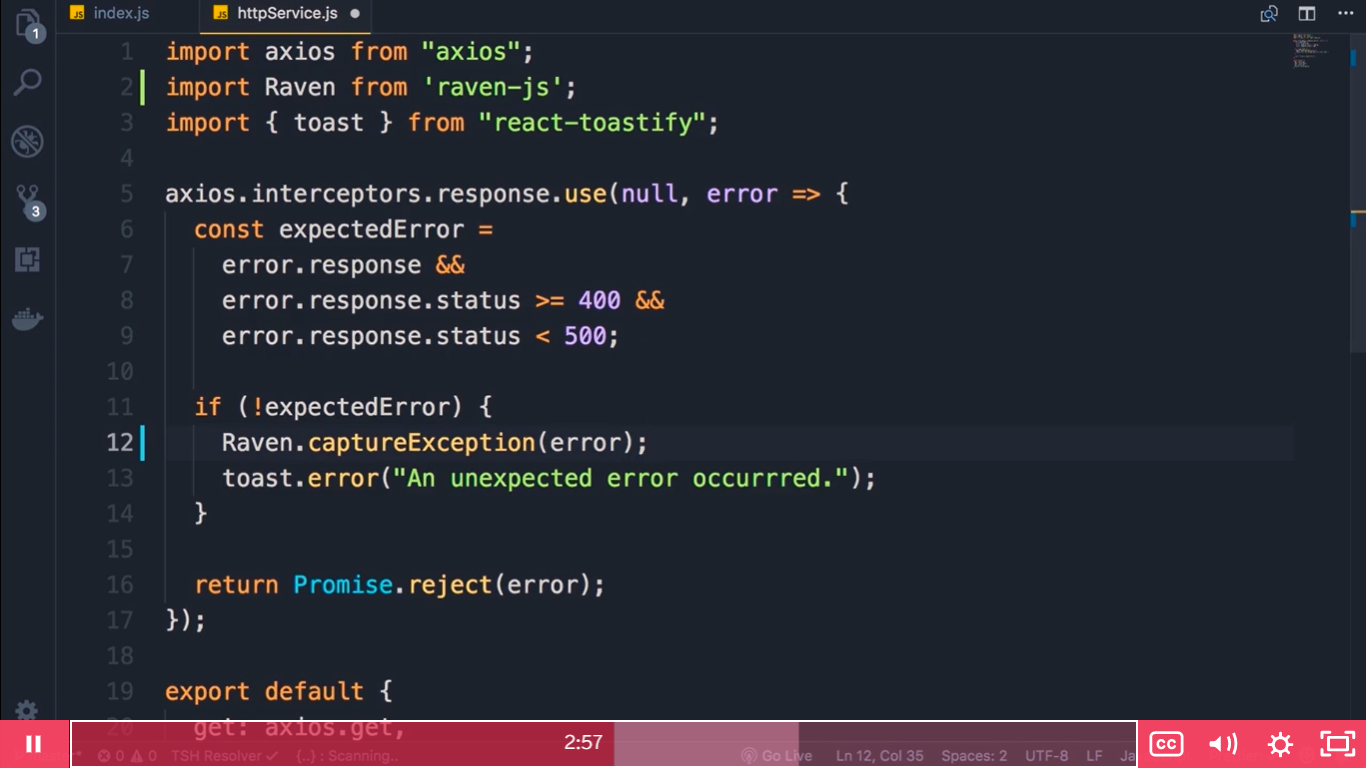 index.js
httpService.js
1
3
1 import axios from "axios";
2 import Raven from 'raven-js';
3 import { toast } from "react-toastify";
4
5 axios.interceptors.response.use(null, error => {
6 const expectedError =
7 error.response &&
8 error.response.status >= 400 &&
9 error.response.status < 500;
10
11 if (!expectedError) {
12 Raven.captureException(error);
13 toast.error("An unexpected error occurrred.");
14 }
15
16 return Promise.reject(error);
17 });
18
19 export default {
20 get: axios.get,
2:57
0 0 TSH Resolver ✓ {..} : Scanning.. Go Live Ln 12, Col 35 Spaces: 2 UTF-8 LF
CC